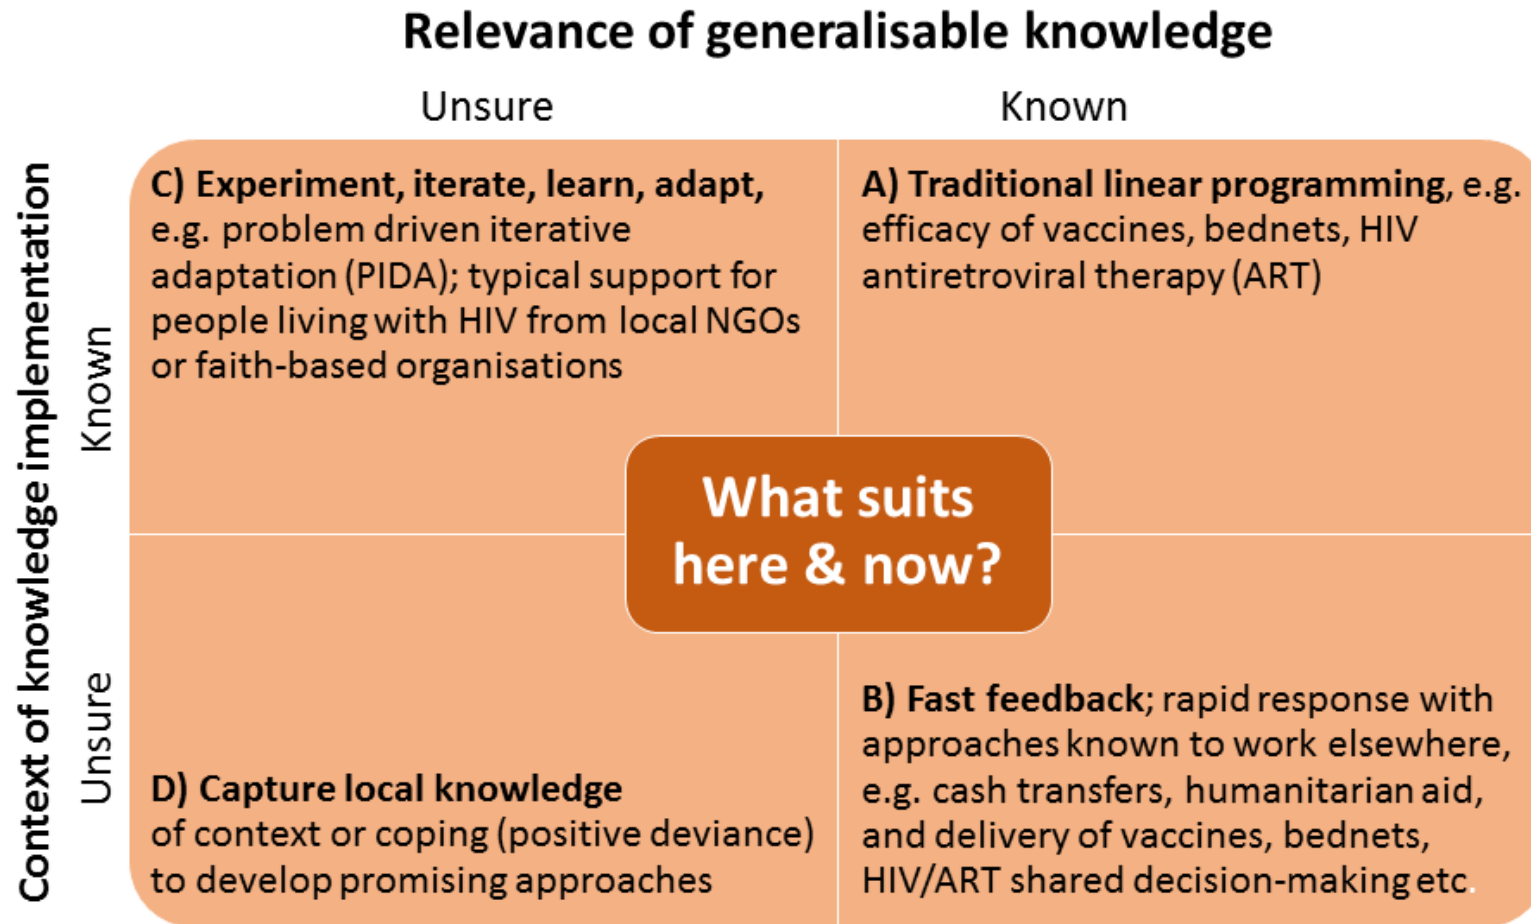 Relevance of generalisable knowledge
Unsure
Known
Context of knowledge implementation
Known
Unsure
C) Experiment, iterate, learn, adapt,
e.g. problem driven iterative
adaptation (PIDA); typical support for
people living with HIV from local NGOs
or faith-based organisations
A) Traditional linear programming, e.g.
efficacy of vaccines, bednets, HIV
antiretroviral therapy (ART)
What suits
here & now?
D) Capture local knowledge
of context or coping (positive deviance)
to develop promising approaches
B) Fast feedback; rapid response with
approaches known to work elsewhere,
e.g. cash transfers, humanitarian aid,
and delivery of vaccines, bednets,
HIV/ART shared decision-making etc.